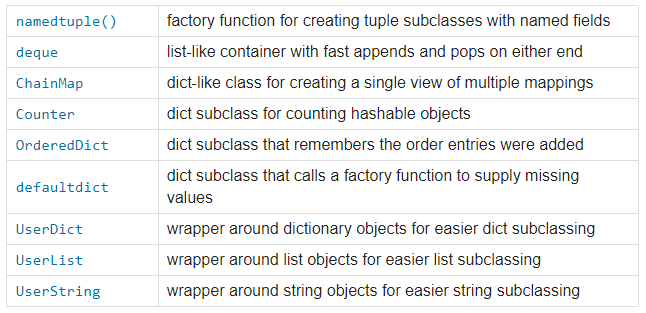 namedtuple() factory function for creating tuple subclasses with named fields
deque list-like container with fast appends and pops on either end
ChainMap dict-like class for creating a single view of multiple mappings
Counter dict subclass for counting hashable objects
OrderedDict dict subclass that remembers the order entries were added
defaultdict dict subclass that calls a factory function to supply missing
values
UserDict wrapper around dictionary objects for easier dict subclassing
UserList wrapper around list objects for easier list subclassing
UserString wrapper around string objects for easier string subclassing